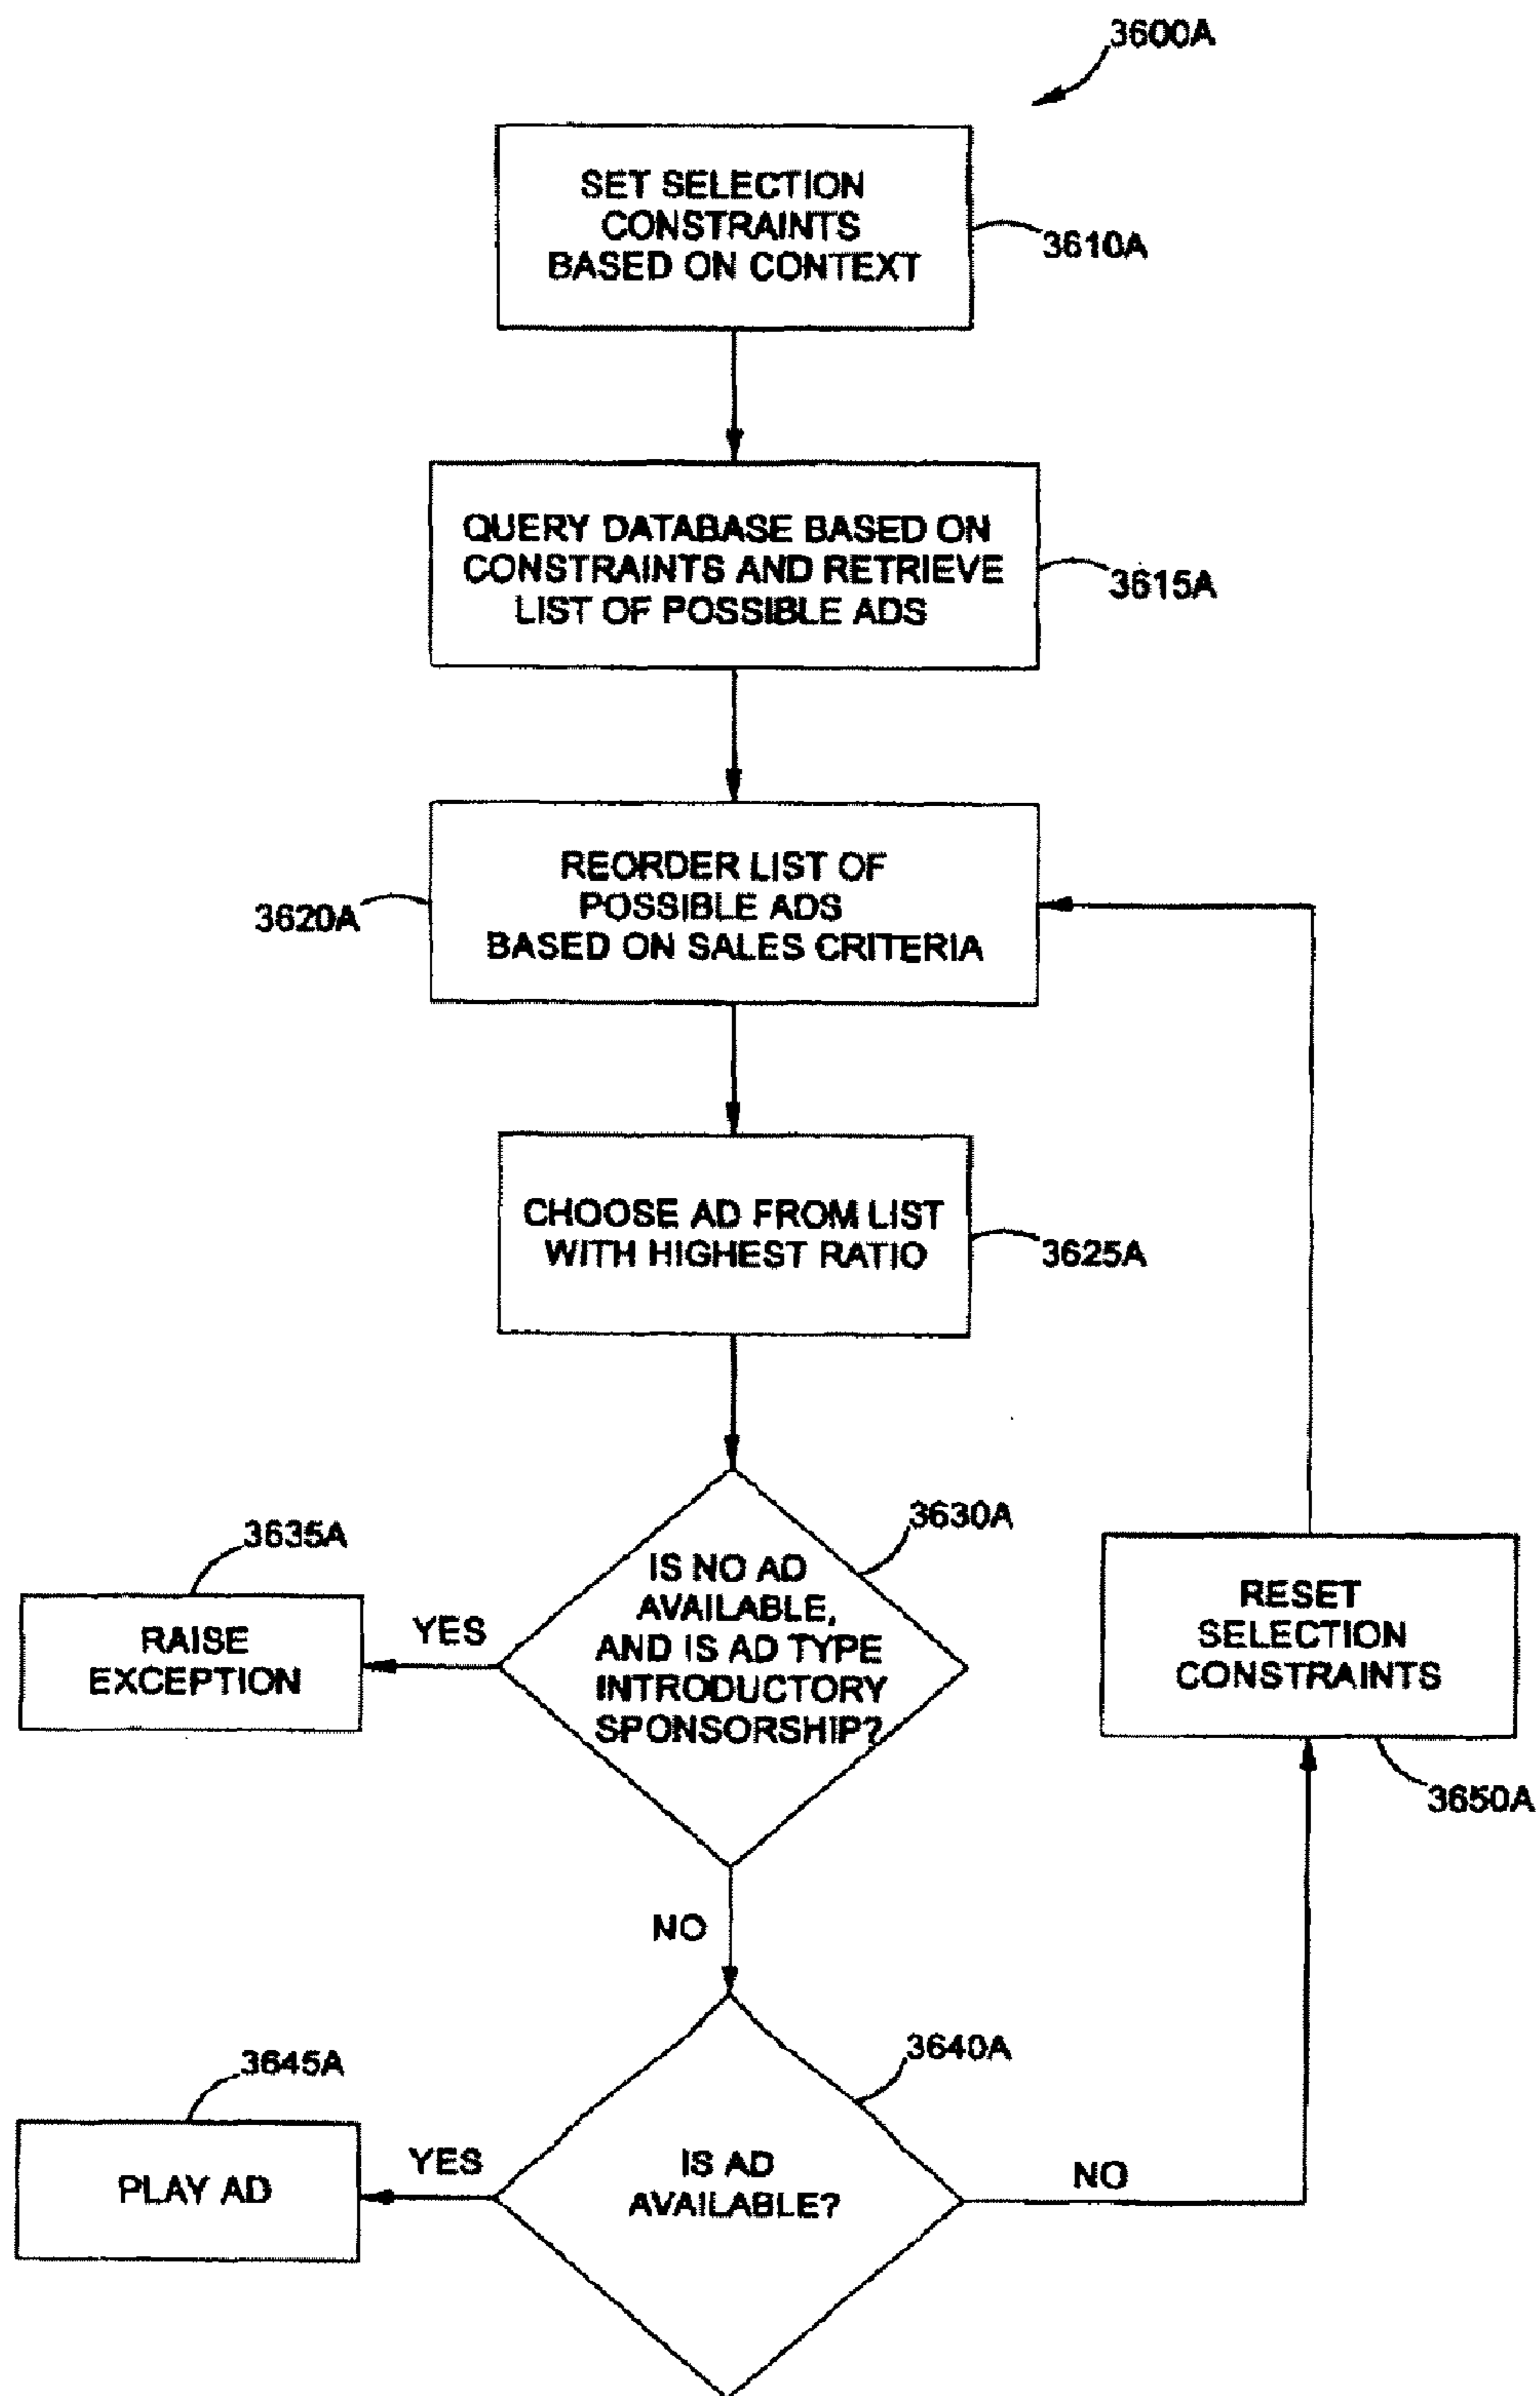 3600A
SET SELECTION
CONSTRAINTS
BASED ON CONTEXT
3610A
QUERY DATABASE BASED ON
CONSTRAINTS AND RETRIEVE
LIST OF POSSIBLE ADS
3615A
REORDER LIST OF
POSSIBLE ADS
BASED ON SALES CRITERIA
3620A
CHOOSE AD FROM LIST
WITH HIGHEST RATIO
3625A
3630A
IS NO AD
AVAILABLE,
AND IS AD TYPE
INTRODUCTORY
SPONSORSHIP?
3635A
YES
RAISE
EXCEPTION
RESET
SELECTION
CONSTRAINTS
3650A
NO
3640A
3645A
YES
PLAY AD
IS AD
AVAILABLE?
NO